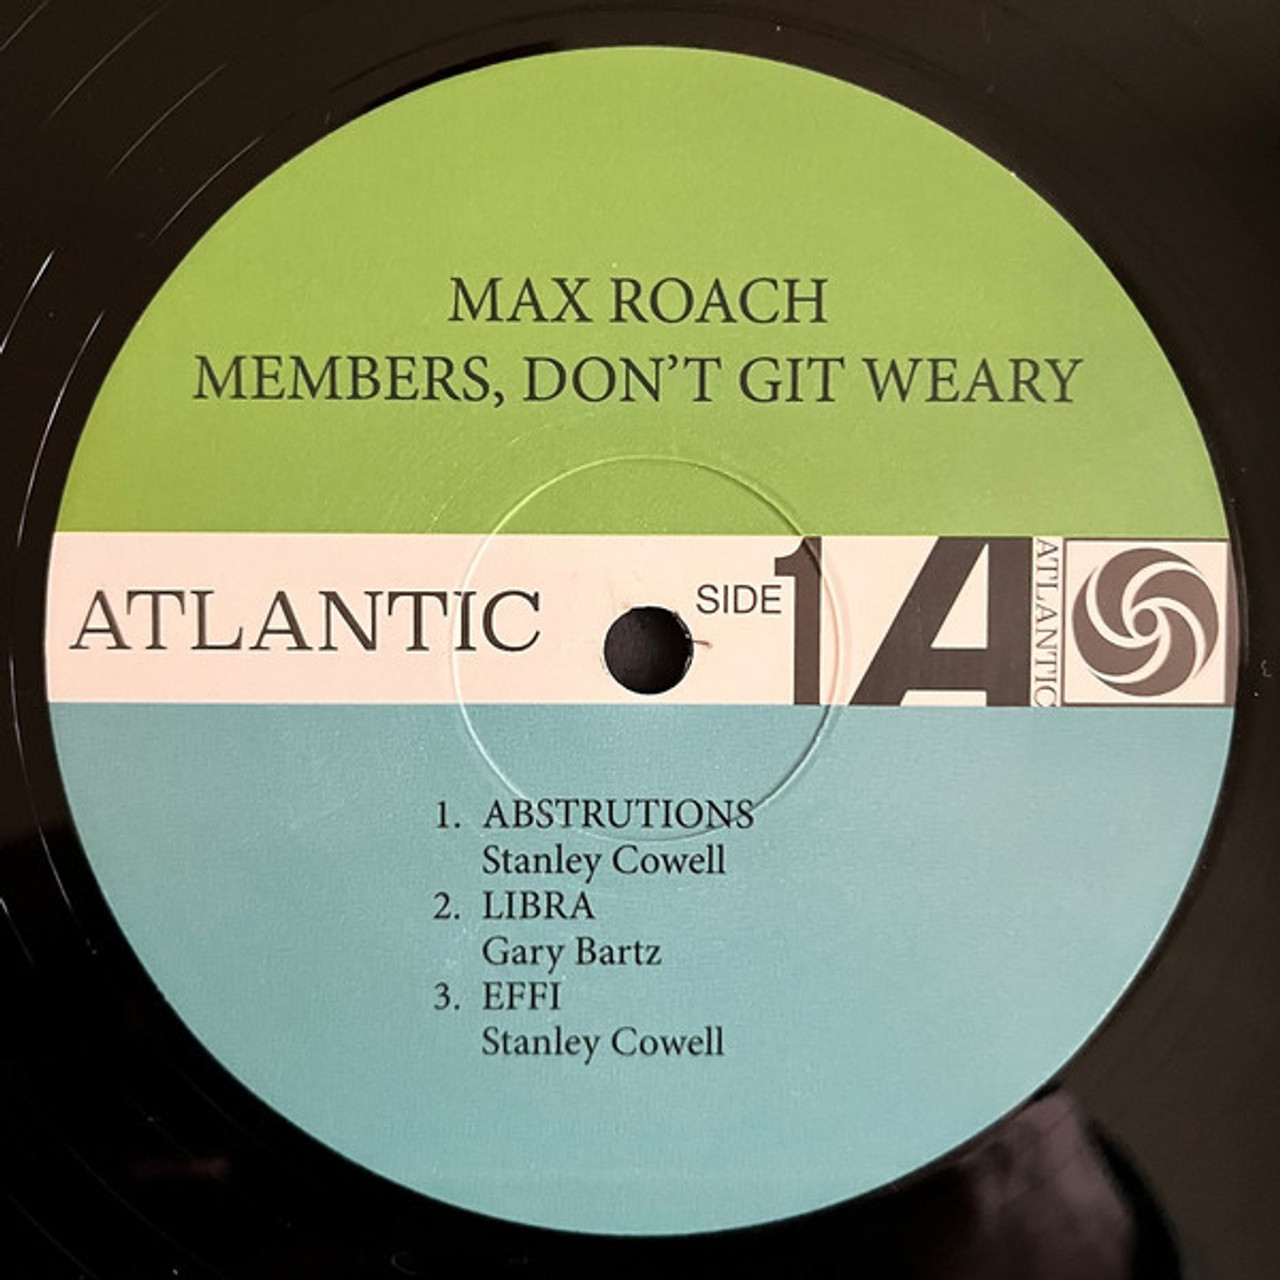 MAX ROACH
MEMBERS, DON’T GIT WEARY
ATLANTIC
SIDE 1
A
ATLANTIC
1. ABSTRUTIONS
Stanley Cowell
2. LIBRA
Gary Bartz
3. EFFI
Stanley Cowell